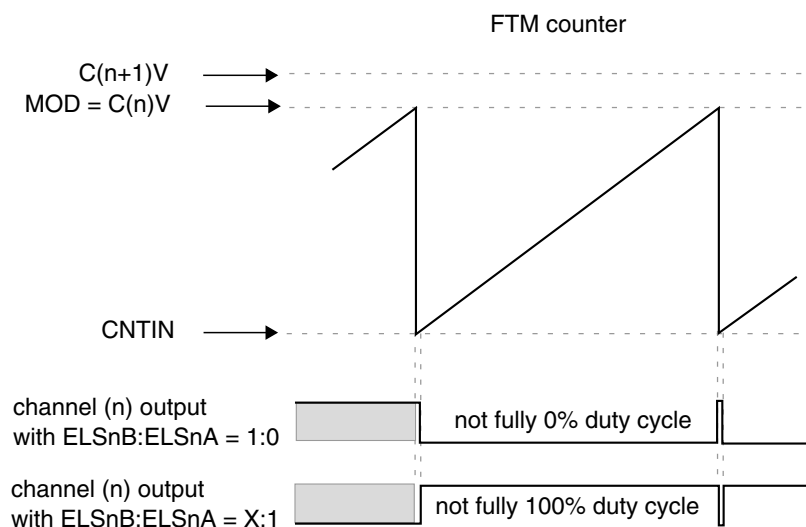 FTM counter
C(n+1)V
MOD = C(n)V
CNTIN
channel (n) output
with ELSnB:ELSnA = 1:0
not fully 0% duty cycle
channel (n) output
with ELSnB:ELSnA = X:1
not fully 100% duty cycle